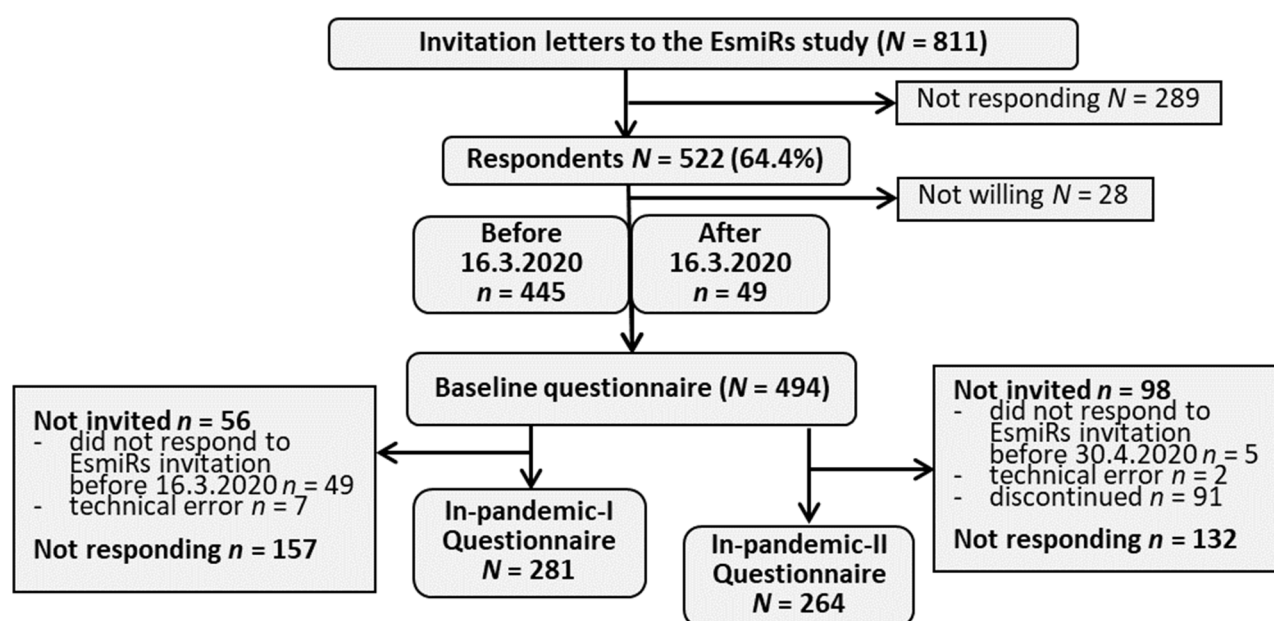 Invitation letters to the EsmiRs study (N = 811)
Not responding N = 289
Respondents N = 522 (64.4%)
Not willing N = 28
Before
16.3.2020
n = 445
After
16.3.2020
n = 49
Baseline questionnaire (N = 494)
Not invited n = 56
- did not respond to
EsmiRs invitation
before 16.3.2020 n = 49
- technical error n = 7
Not responding n = 157
In-pandemic-I
Questionnaire
N = 281
In-pandemic-II
Questionnaire
N = 264
Not invited n = 98
- did not respond to
EsmiRs invitation
before 30.4.2020 n = 5
- technical error n = 2
- discontinued n = 91
Not responding n = 132